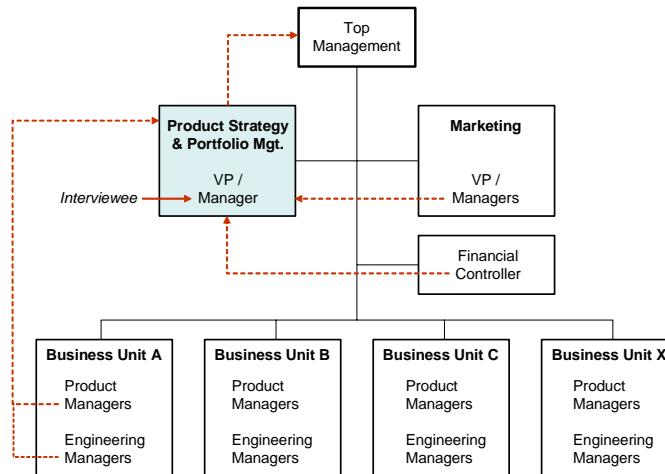 Top
Management
Product Strategy
& Portfolio Mgt.
VP /
Manager
Interviewee
Marketing
VP /
Managers
Financial
Controller
Business Unit A
Product
Managers
Engineering
Managers
Business Unit B
Product
Managers
Engineering
Managers
Business Unit C
Product
Managers
Engineering
Managers
Business Unit X
Product
Managers
Engineering
Managers